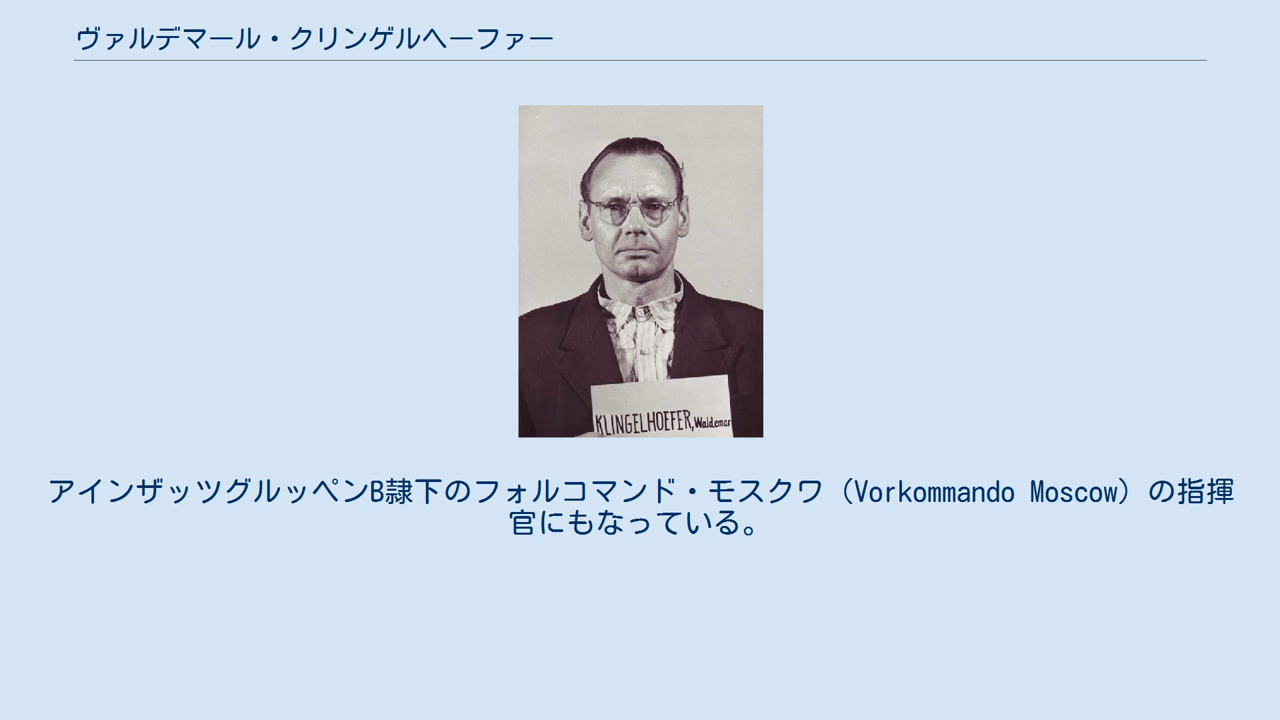 ヴァルデマール・クリンゲルヘーファー
KLINGELHOEFER, Waldemar
アインザッツグルッペンB隷下のフォルコマンド・モスクワ（Vorkommando Moscow）の指揮
官にもなっている。